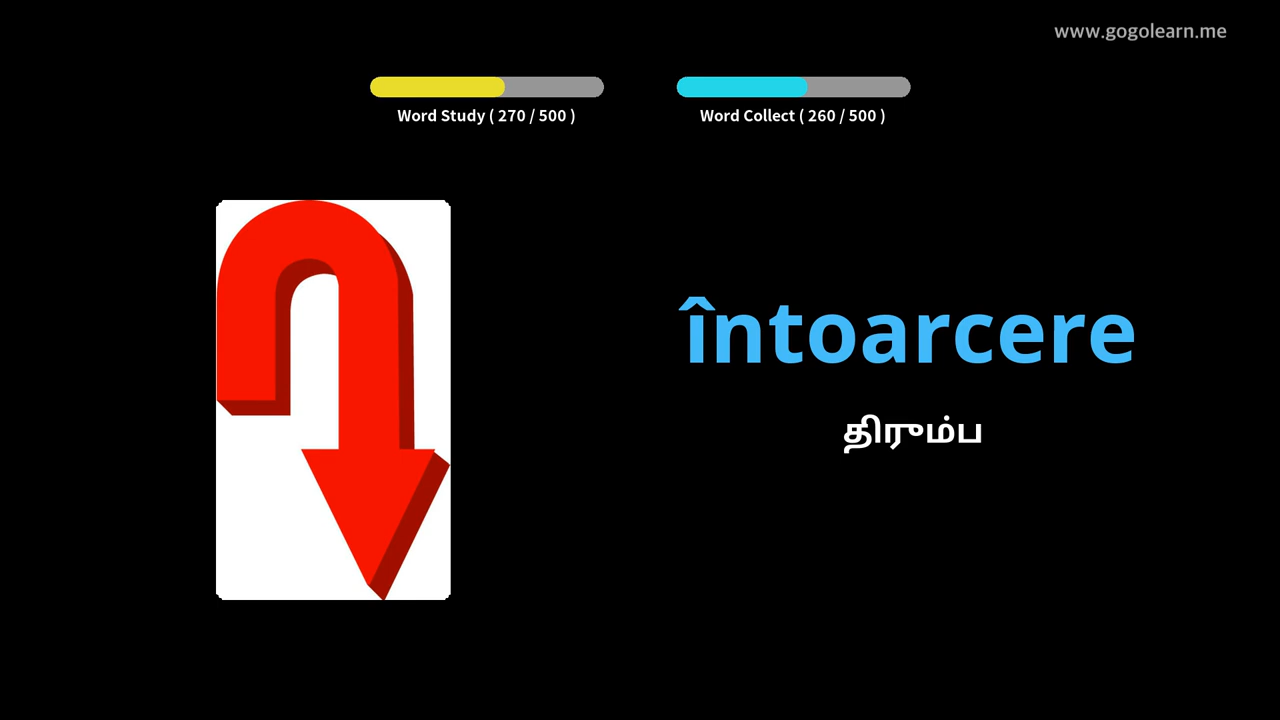 www.gogolearn.me
Word Study ( 270 / 500 )
Word Collect ( 260 / 500 )
întoarcere
திரும்ப